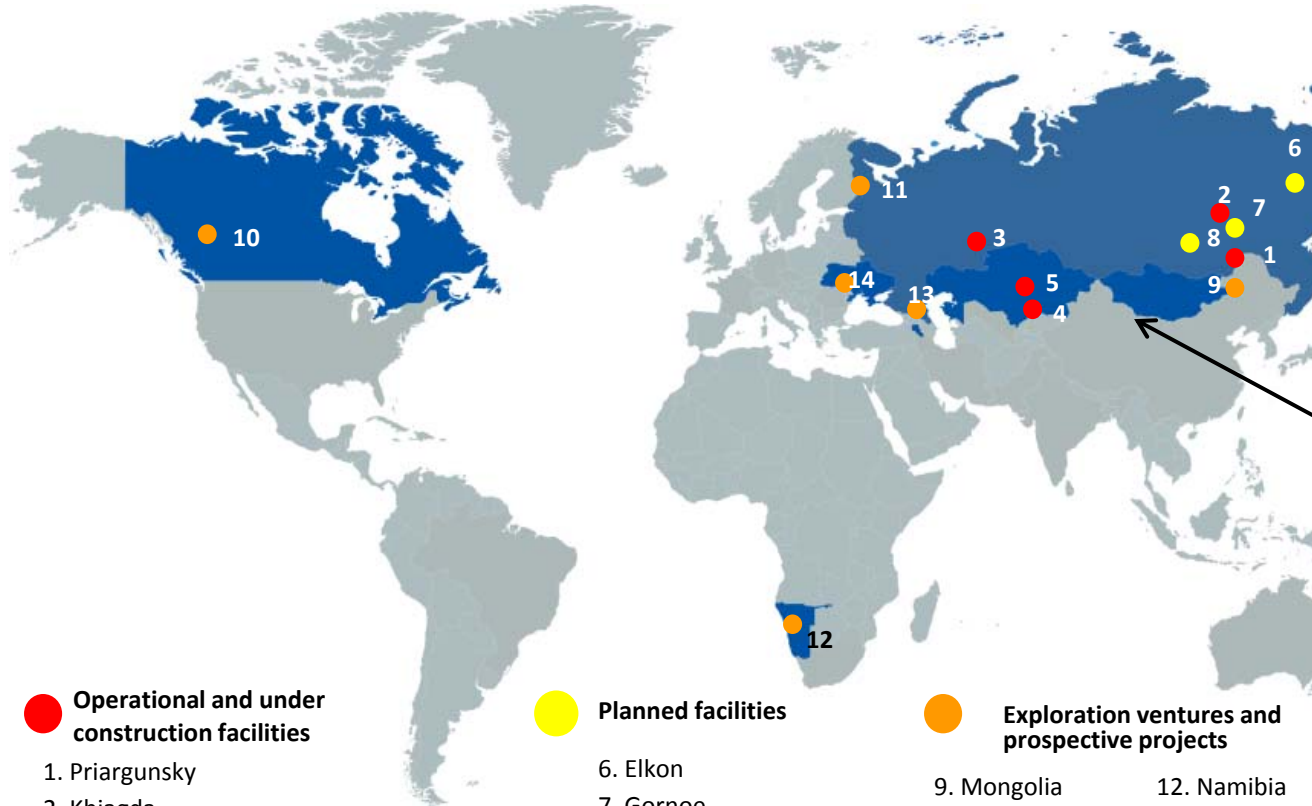 6
2
7
11
10
3
8
1
14
5
9
13
4
12
Operational and under
construction facilities
Planned facilities
Exploration ventures and
prospective projects
1. Priargunsky
6. Elkon
9. Mongolia
12. Namibia